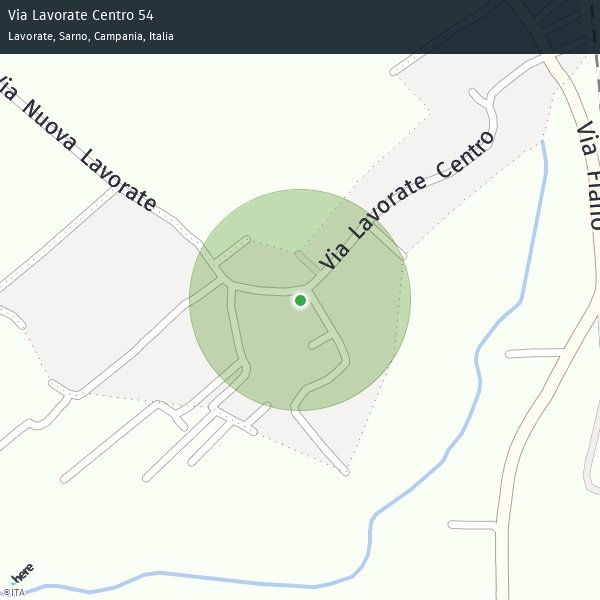 Via Lavorate Centro 54
Lavorate, Sarno, Campania, Italia
Via Nuova Lavorate
Via Lavorate Centro
Via Fiano
here
©ITA